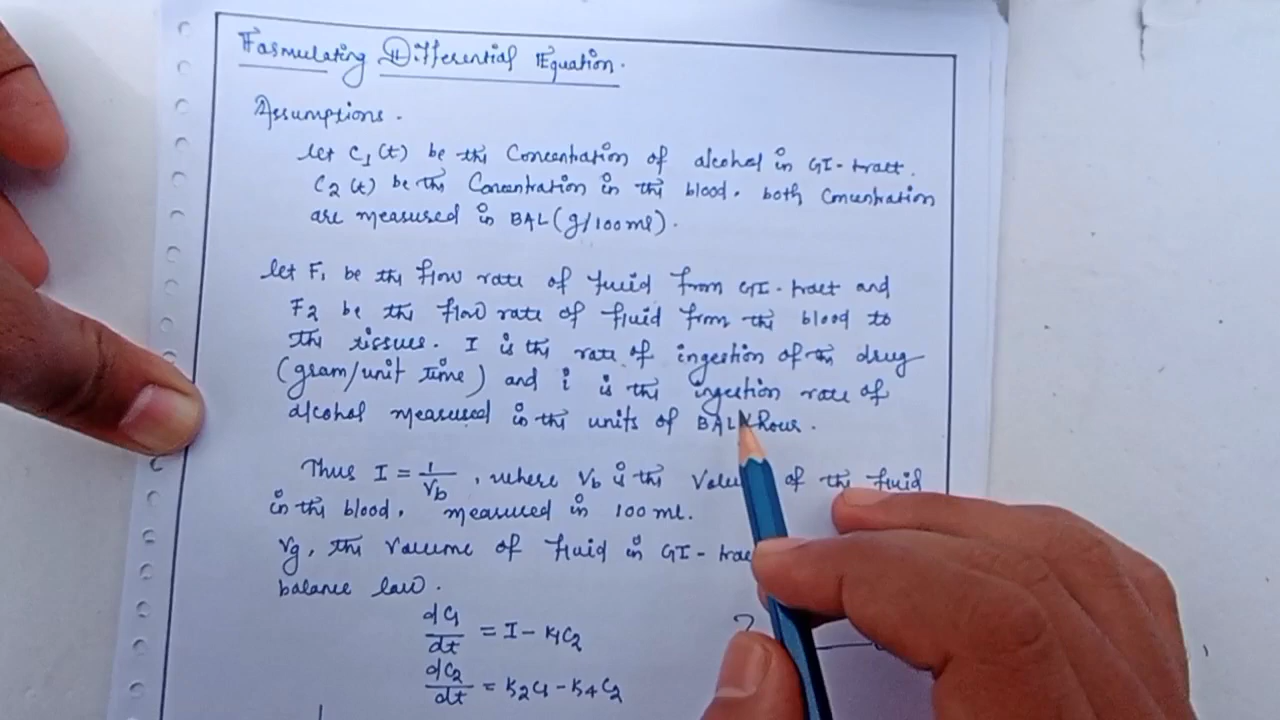 Formulating Differential Equation.
Assumptions.
let C₁(t) be the Concentration of alcohol in GI-tract.
C₂(t) be the Concentration in the blood. both Concentration
are measured in BAL (g/100ml).
let F₁ be the flow rate of fluid from GI-tract and
F₂ be the flow rate of fluid from the blood to
the tissues. I is the rate of ingestion of the drug
(gram/unit time) and i is the ingestion rate of
alcohol measured in the units of BAL/hour.
Thus I = 1/Vb, where Vb is the of the fluid
in the blood, measured in 100 ml.
Vg, the Volume of fluid in GI-
balance law.
dC₁/dt = I - K₁C₂
dC₂/dt = K₂C₁ - K₄C₂